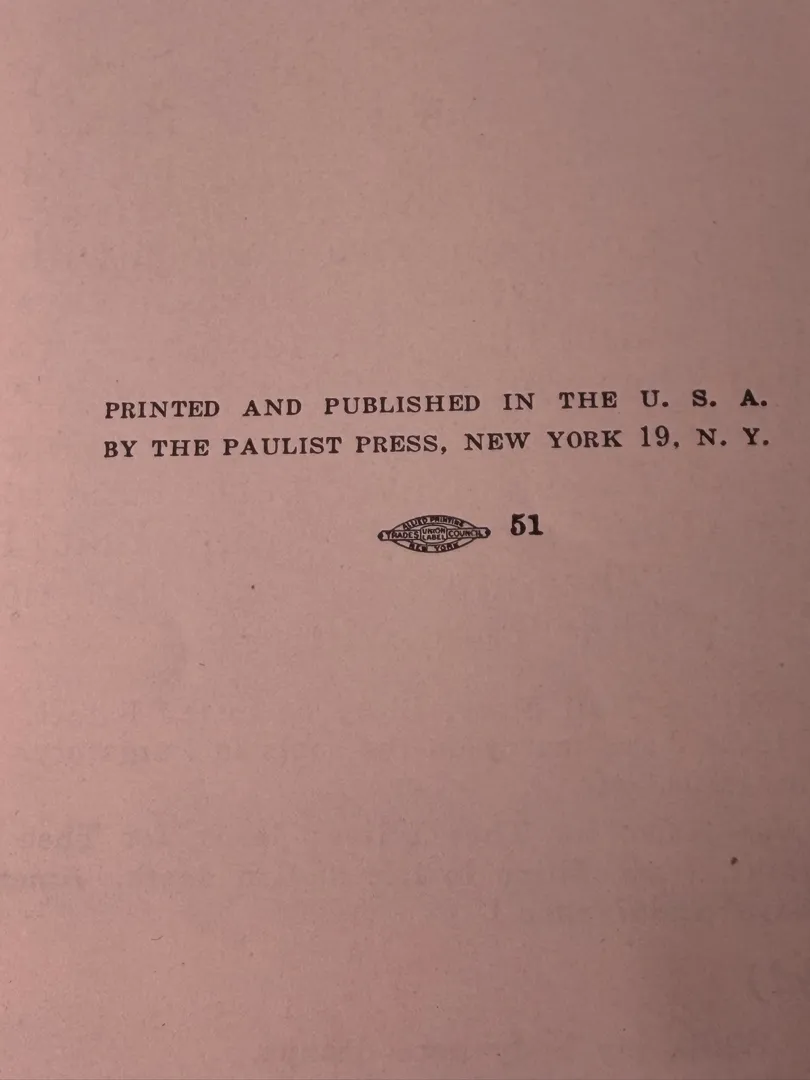 PRINTED AND PUBLISHED IN THE U. S. A.
BY THE PAULIST PRESS, NEW YORK 19, N. Y.
ALLIED PRINTING
TRADES UNION LABEL COUNCIL
NEW YORK
51